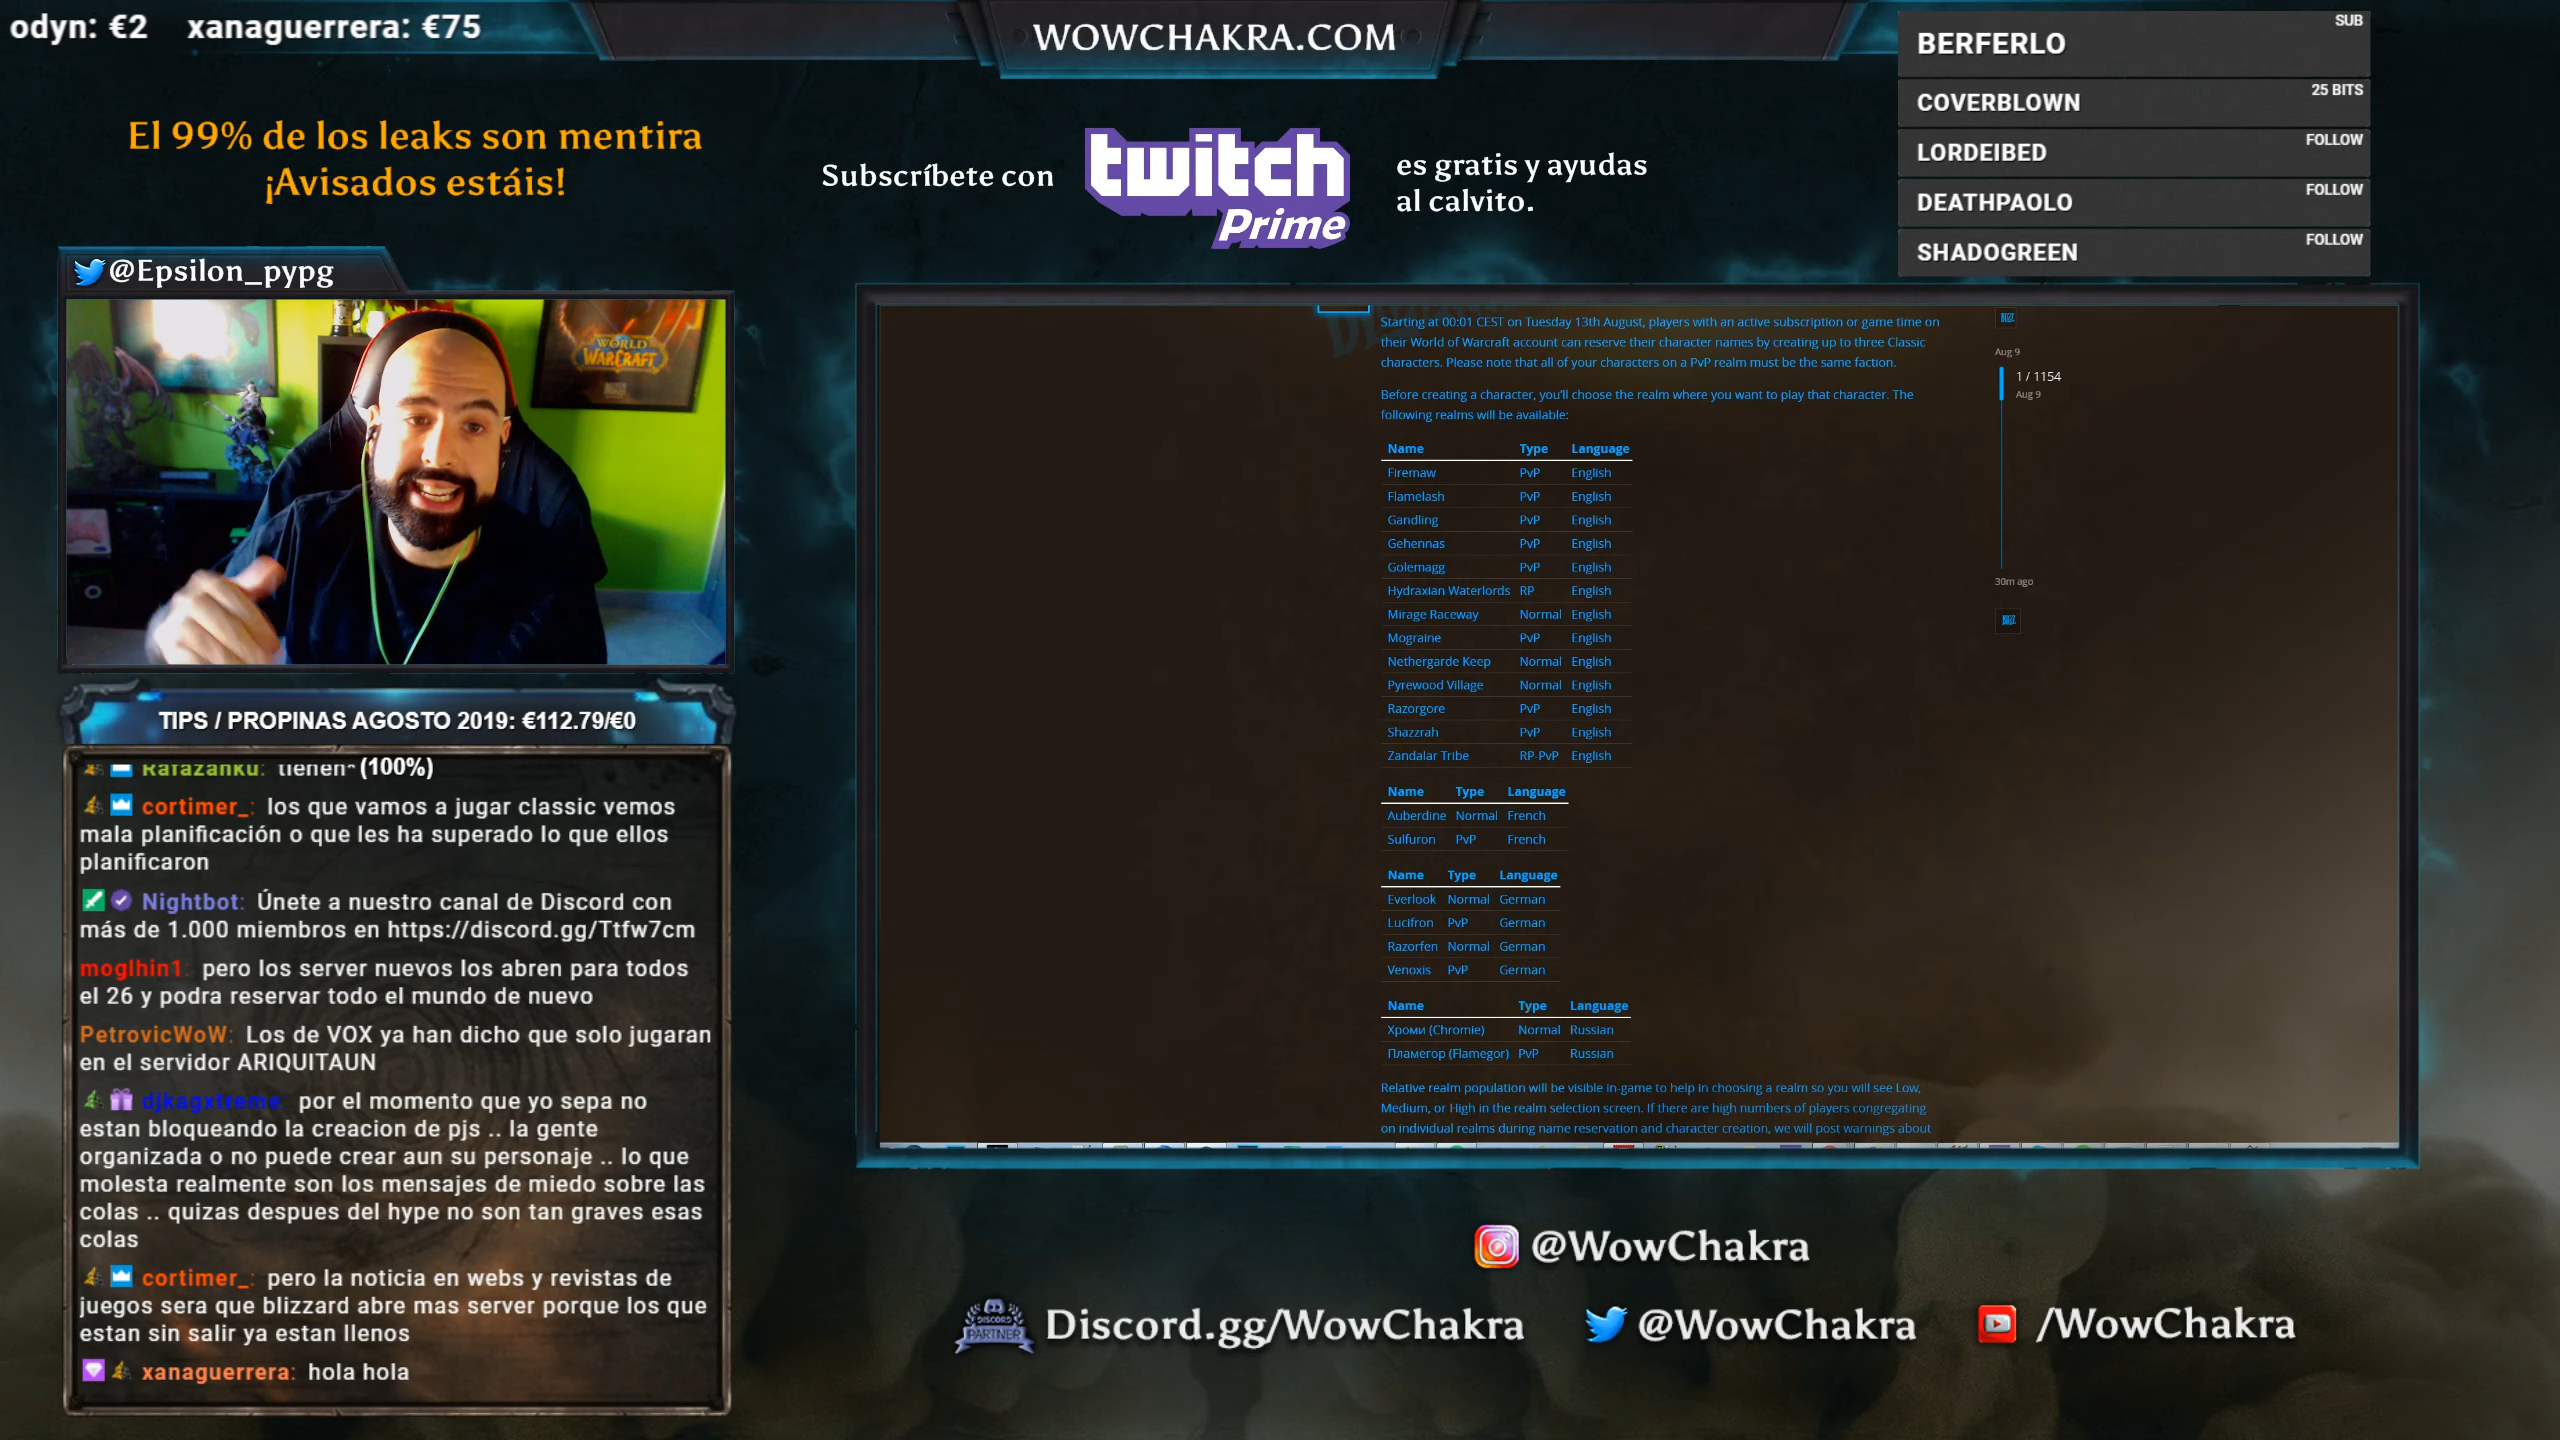 odyn: €2 xanaguerrera: €75
WOWCHAKRA.COM
BERFERLO SUB
COVERBLOWN 25 BITS
LORDEIBED FOLLOW
DEATHPAOLO FOLLOW
SHADOGREEN FOLLOW
El 99% de los leaks son mentira
¡Avisados estáis!
Subscríbete con
twitch
Prime
es gratis y ayudas
al calvito.
@Epsilon_pypg
WORLD
WARCRAFT
TIPS / PROPINAS AGOSTO 2019: €112.79/€0
Rafazanku: tienen* (100%)
cortimer_: los que vamos a jugar classic vemos
mala planificación o que les ha superado lo que ellos
planificaron
Nightbot: Únete a nuestro canal de Discord con
más de 1.000 miembros en https://discord.gg/Ttfw7cm
moglhin1: pero los server nuevos los abren para todos
el 26 y podra reservar todo el mundo de nuevo
PetrovicWoW: Los de VOX ya han dicho que solo jugaran
en el servidor ARIQUITAUN
djkagxtreme: por el momento que yo sepa no
estan bloqueando la creacion de pjs .. la gente
organizada o no puede crear aun su personaje .. lo que
molesta realmente son los mensajes de miedo sobre las
colas .. quizas despues del hype no son tan graves esas
colas
cortimer_: pero la noticia en webs y revistas de
juegos sera que blizzard abre mas server porque los que
estan sin salir ya estan llenos
xanaguerrera: hola hola
Starting at 00:01 CEST on Tuesday 13th August, players with an active subscription or game time on
their World of Warcraft account can reserve their character names by creating up to three Classic
characters. Please note that all of your characters on a PvP realm must be the same faction.
Before creating a character, you'll choose the realm where you want to play that character. The
following realms will be available:
Name Type Language
Firemaw PvP English
Flamelash PvP English
Gandling PvP English
Gehennas PvP English
Golemagg PvP English
Hydraxian Waterlords RP English
Mirage Raceway Normal English
Mograine PvP English
Nethergarde Keep Normal English
Pyrewood Village Normal English
Razorgore PvP English
Shazzrah PvP English
Zandalar Tribe RP-PvP English
Name Type Language
Auberdine Normal French
Sulfuron PvP French
Name Type Language
Everlook Normal German
Lucifron PvP German
Razorfen Normal German
Venoxis PvP German
Name Type Language
Хроми (Chromie) Normal Russian
Пламегор (Flamegor) PvP Russian
Relative realm population will be visible in-game to help in choosing a realm so you will see Low,
Medium, or High in the realm selection screen. If there are high numbers of players congregating
on individual realms during name reservation and character creation, we will post warnings about
Aug 9
1 / 1154
Aug 9
30m ago
@WowChakra
DISCORD
PARTNER
Discord.gg/WowChakra
@WowChakra
/WowChakra